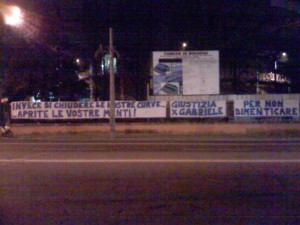 INVECE DI CHIUDERE LE NOSTRE CURVE...
...APRITE LE VOSTRE MENTI!
GIUSTIZIA
X GABRIELE
PER NON
DIMENTICARE